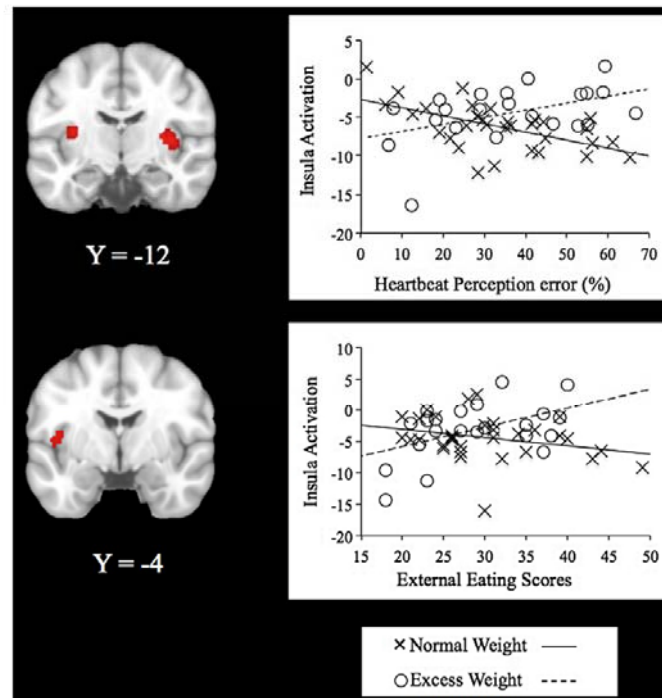 Y = -12
Insula Activation
5
0
-5
-10
-15
-20
0 10 20 30 40 50 60 70
Heartbeat Perception error (%)
Y = -4
Insula Activation
10
5
0
-5
-10
-15
-20
15 20 25 30 35 40 45 50
External Eating Scores
Normal Weight
Excess Weight